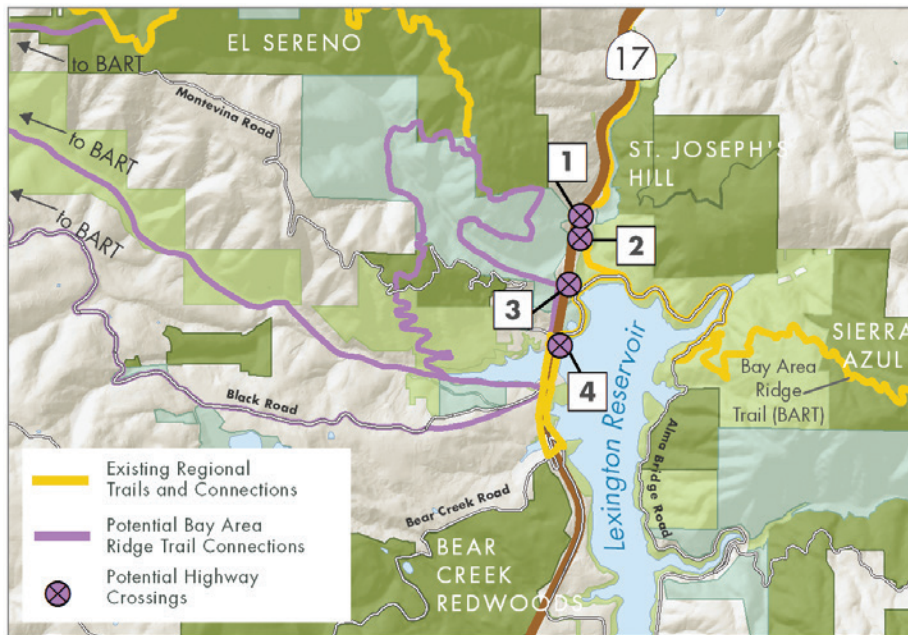 EL SERENO
17
to BART
Montevina Road
to BART
ST. JOSEPH'S
HILL
1
to BART
2
3
SIERRA
AZUL
4
Bay Area
Ridge
Trail (BART)
Lexington Reservoir
Black Road
Alma Bridge Road
Existing Regional
Trails and Connections
Bear Creek Road
Potential Bay Area
Ridge Trail Connections
BEAR
CREEK
REDWOODS
Potential Highway
Crossings